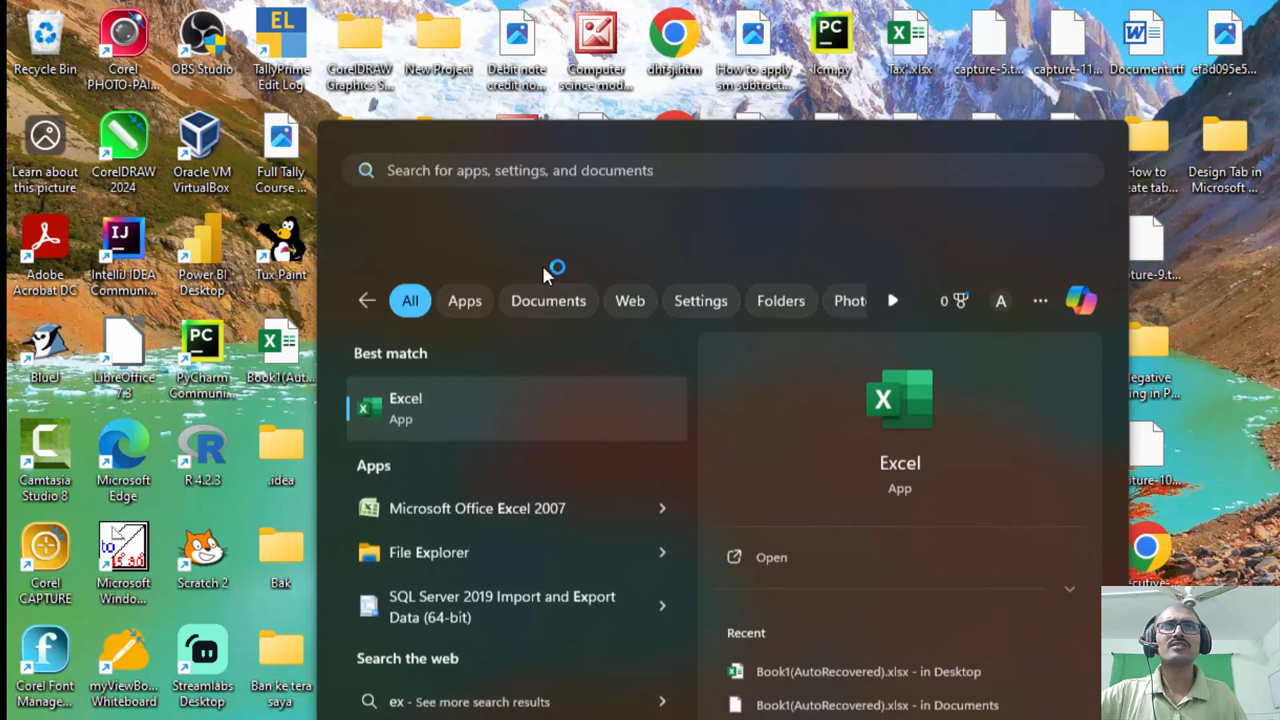 Recycle Bin
Corel
PHOTO-PAI...
OBS Studio
EL
TallyPrime
Edit Log
CorelDRAW
Graphics S...
New Project
Debit note
credit no...
Computer
scince mod...
dhfsj.htm
How to apply
sm subtract...
PC
lcm.py
Tax`.xlsx
capture-5.t...
capture-11...
Document.rtf
ef3d095e5...
Learn about
this picture
CorelDRAW
2024
Oracle VM
VirtualBox
Full Tally
Course ...
Search for apps, settings, and documents
How to
eate tab...
Design Tab in
Microsoft ...
Adobe
Acrobat DC
IJ
IntelliJ IDEA
Communi...
Power BI
Desktop
Tux Paint
All
Apps
Documents
Web
Settings
Folders
Phot
0
A
...
ture-9.t...
Best match
Excel
App
BlueJ
LibreOffice
7.3
PC
PyCharm
Communi...
Book1(Aut...
Excel
App
egative
ing in P...
Apps
Microsoft Office Excel 2007
File Explorer
SQL Server 2019 Import and Export
Data (64-bit)
Open
Camtasia
Studio 8
Microsoft
Edge
R 4.2.3
.idea
ture-10...
Corel
CAPTURE
Microsoft
Windo...
Scratch 2
Bak
Recent
Book1(AutoRecovered).xlsx - in Desktop
Book1(AutoRecovered).xlsx - in Documents
Search the web
ex - See more search results
Corel Font
Manage...
myViewBo...
Whiteboard
Streamlabs
Desktop
Ban ke tera
saya